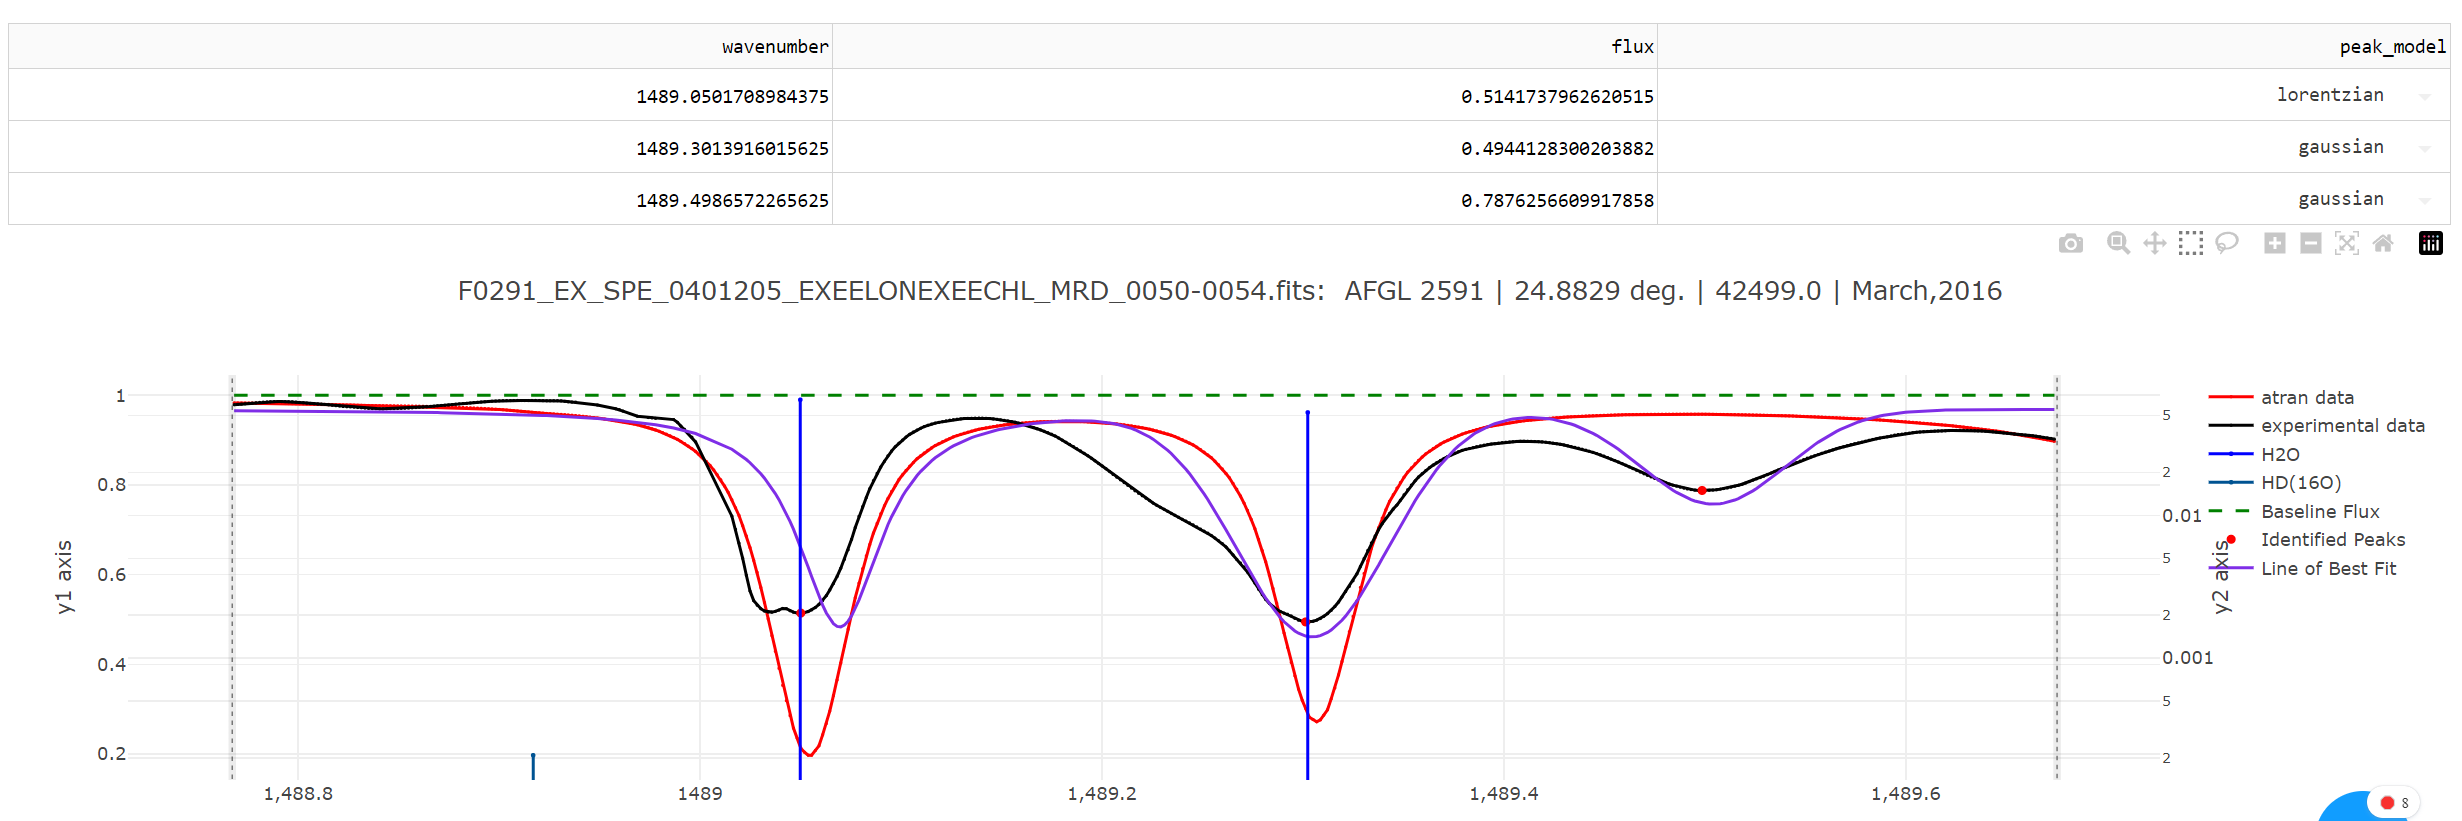 wavenumber flux peak_model
1489.0501708984375 0.5141737962620515 lorentzian
1489.3013916015625 0.4944128300203882 gaussian
1489.4986572265625 0.7876256609917858 gaussian
F0291_EX_SPE_0401205_EXEELONEXEECHL_MRD_0050-0054.fits: AFGL 2591 | 24.8829 deg. | 42499.0 | March,2016
y1 axis
1
0.8
0.6
0.4
0.2
1,488.8
1489
1,489.2
1,489.4
1,489.6
5
2
0.01
5
2
0.001
5
2
y2 axis
atran data
experimental data
H2O
HD(16O)
Baseline Flux
Identified Peaks
Line of Best Fit
8